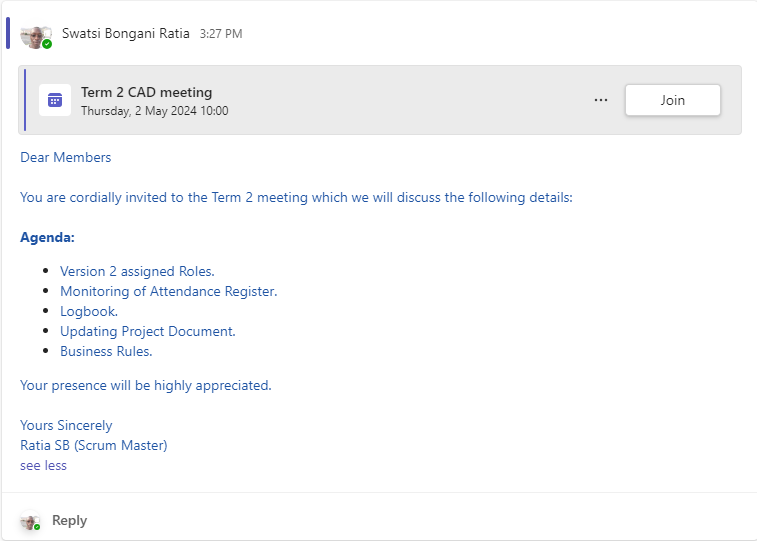 Swatsi Bongani Ratia 3:27 PM
Term 2 CAD meeting
Thursday, 2 May 2024 10:00
... Join
Dear Members
You are cordially invited to the Term 2 meeting which we will discuss the following details:
Agenda:
• Version 2 assigned Roles.
• Monitoring of Attendance Register.
• Logbook.
• Updating Project Document.
• Business Rules.
Your presence will be highly appreciated.
Yours Sincerely
Ratia SB (Scrum Master)
see less
Reply